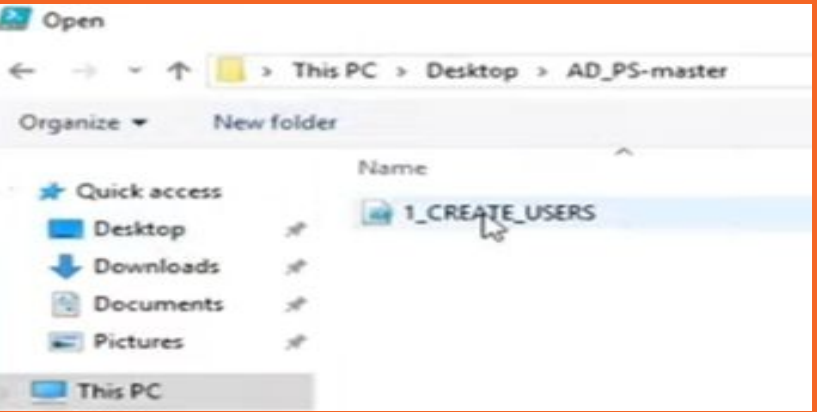 Open
This PC > Desktop > AD_PS-master
Organize New folder
Name
Quick access
1_CREATE_USERS
Desktop
Downloads
Documents
Pictures
This PC